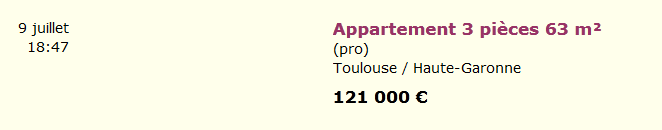 9 juillet
18:47
Appartement 3 pièces 63 m²
(pro)
Toulouse / Haute-Garonne
121 000 €